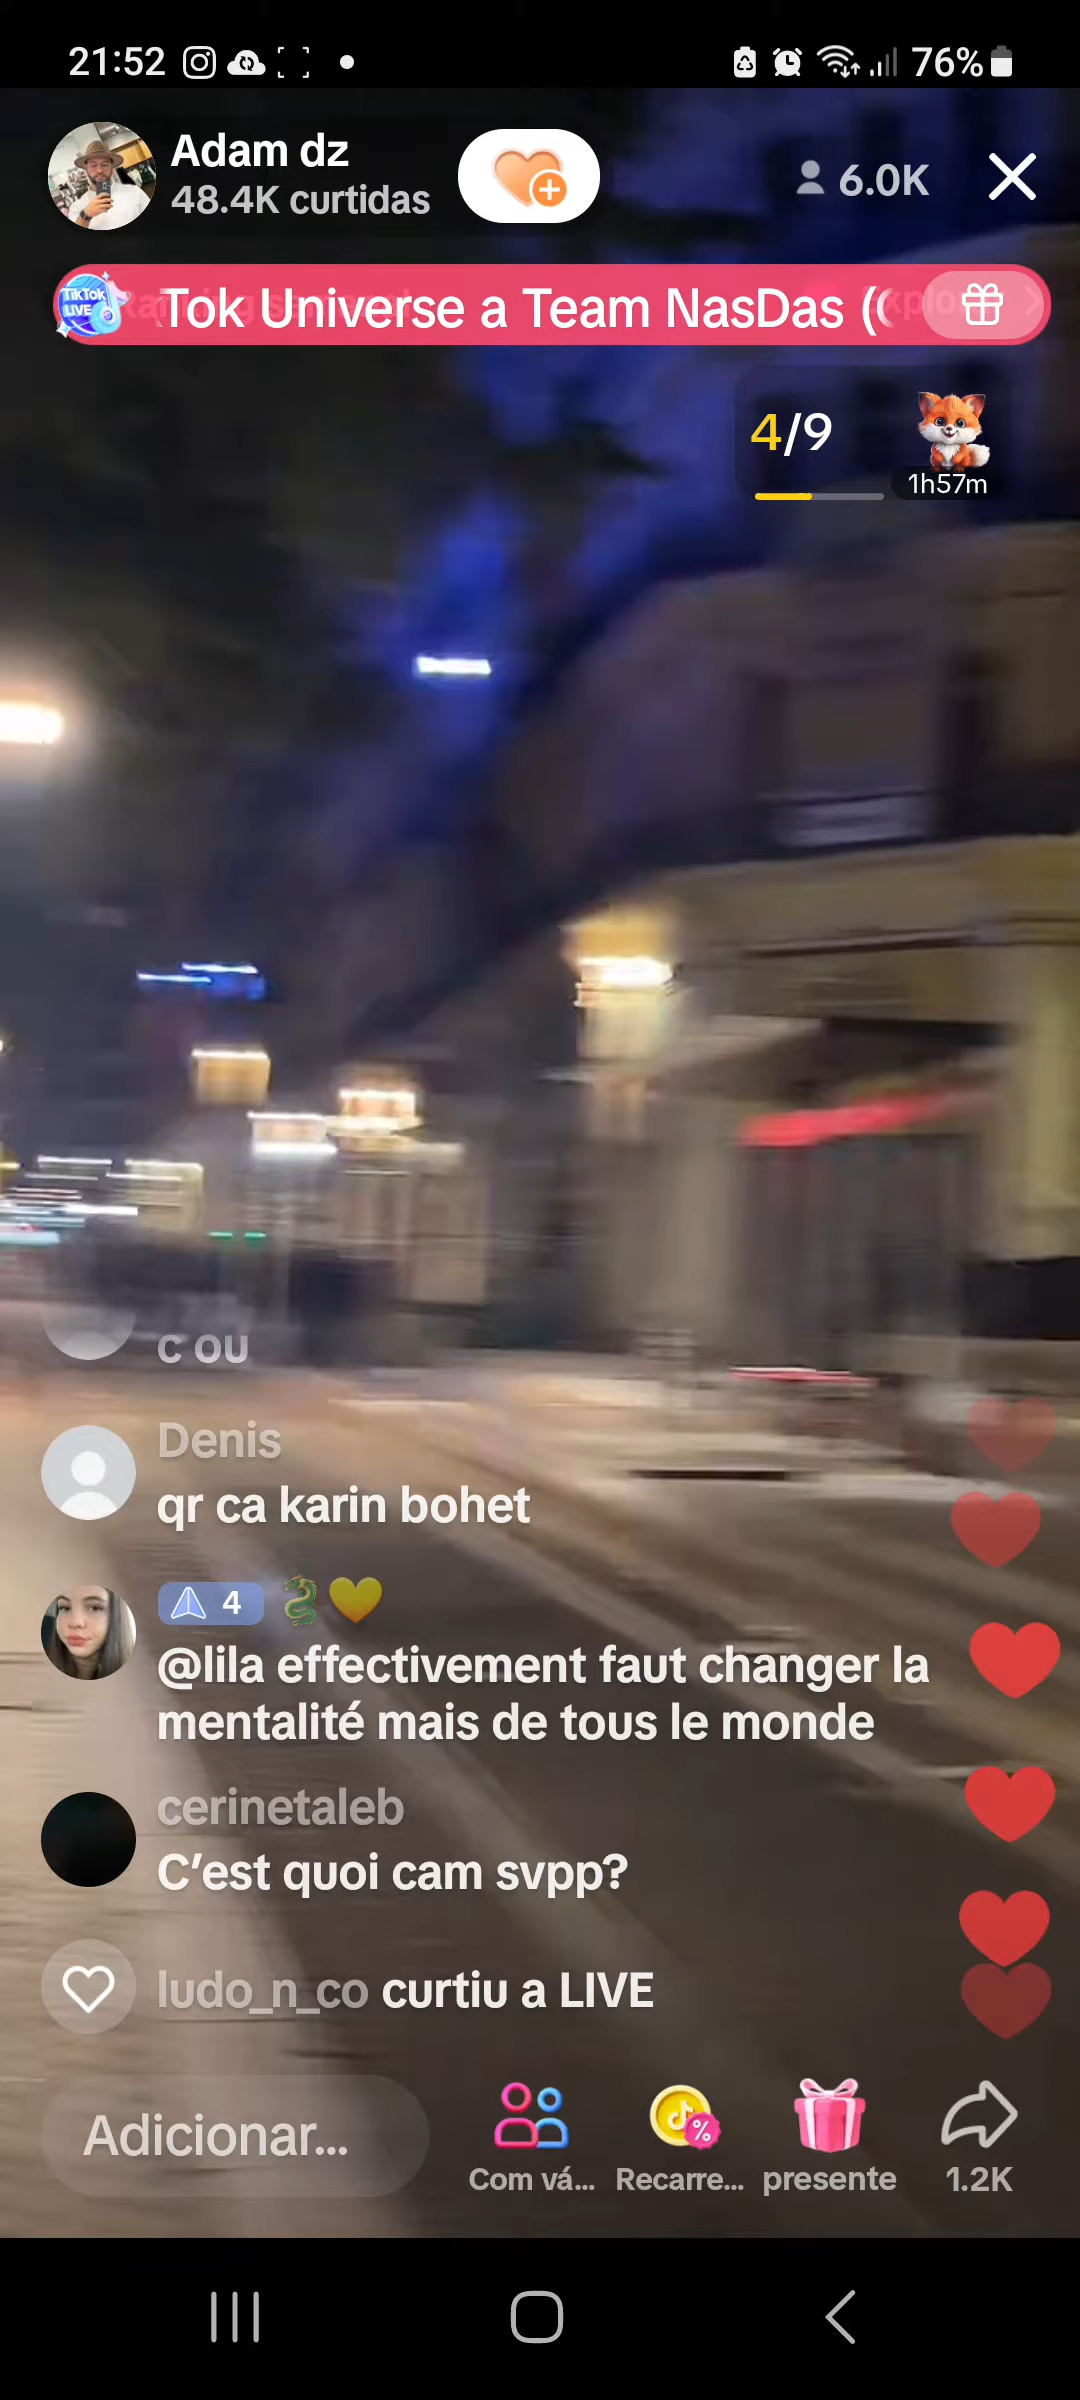 21:52
76%
Adam dz
48.4K curtidas
6.0K
TikTok
LIVE
Tok Universe a Team NasDas (
4/9
1h57m
c ou
Denis
qr ca karin bohet
4
@lila effectivement faut changer la
mentalité mais de tous le monde
cerinetaleb
C'est quoi cam svpp?
ludo_n_co curtiu a LIVE
Adicionar...
Com vá...
Recarre...
presente
1.2K